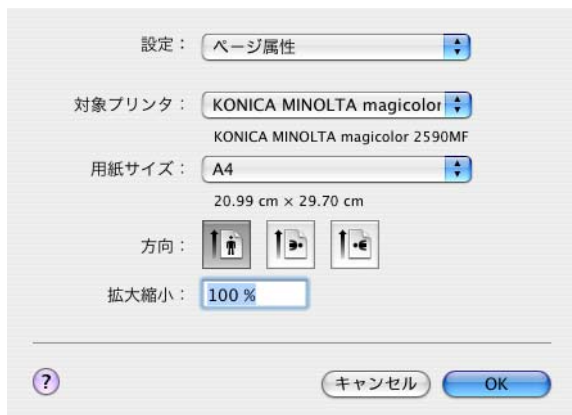 設定： ページ属性
対象プリンタ： KONICA MINOLTA magicolor
KONICA MINOLTA magicolor 2590MF
用紙サイズ： A4
20.99 cm × 29.70 cm
方向：
拡大縮小： 100 %
? キャンセル OK